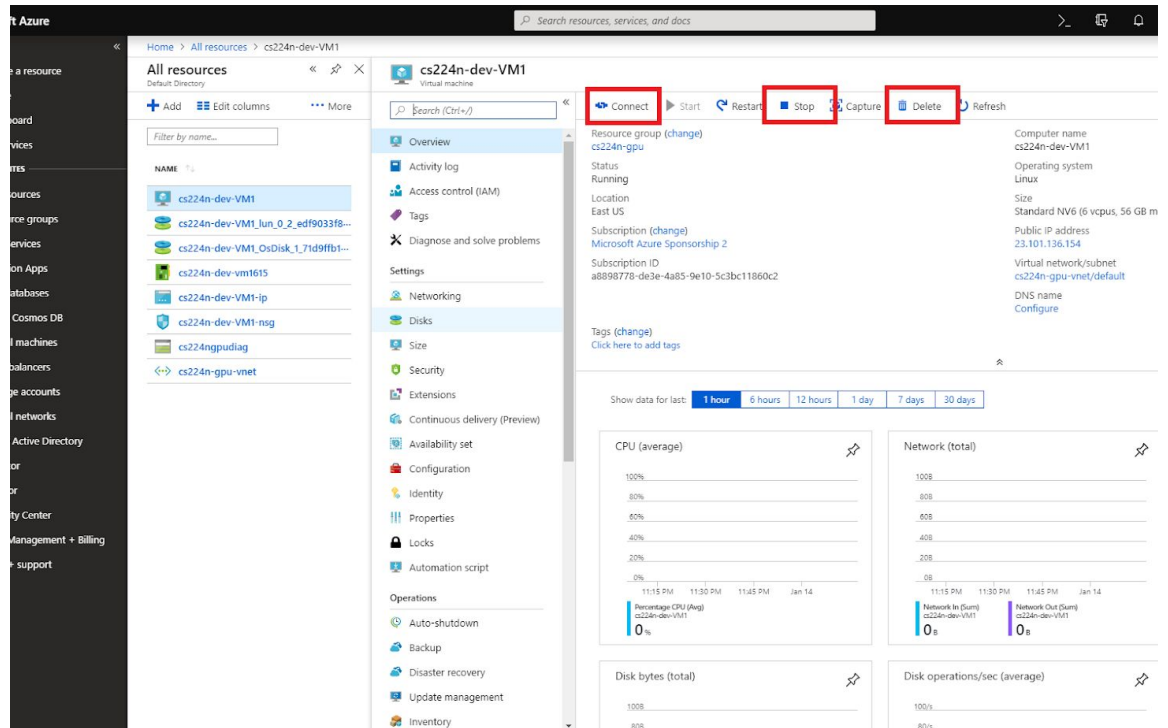 ft Azure
Search resources, services, and docs
e a resource
oard
rvices
ITES
sources
rce groups
ervices
on Apps
atabases
Cosmos DB
l machines
balancers
ge accounts
l networks
Active Directory
or
or
ity Center
Management + Billing
+ support
Home > All resources > cs224n-dev-VM1
All resources
Default Directory
Add Edit columns ••• More
Filter by name...
NAME
cs224n-dev-VM1
cs224n-dev-VM1_lun_0_2_edf9033f8···
cs224n-dev-VM1_OsDisk_1_71d9ffb1···
cs224n-dev-vm1615
cs224n-dev-VM1-ip
cs224n-dev-VM1-nsg
cs224ngpudiag
cs224n-gpu-vnet
cs224n-dev-VM1
Virtual machine
Search (Ctrl+/)
Overview
Activity log
Access control (IAM)
Tags
Diagnose and solve problems
Settings
Networking
Disks
Size
Security
Extensions
Continuous delivery (Preview)
Availability set
Configuration
Identity
Properties
Locks
Automation script
Operations
Auto-shutdown
Backup
Disaster recovery
Update management
Inventory
Connect Start Restart Stop Capture Delete Refresh
Resource group (change)
cs224n-gpu
Status
Running
Location
East US
Subscription (change)
Microsoft Azure Sponsorship 2
Subscription ID
a8898778-de3e-4a85-9e10-5c3bc11860c2
Tags (change)
Click here to add tags
Computer name
cs224n-dev-VM1
Operating system
Linux
Size
Standard NV6 (6 vcpus, 56 GB m
Public IP address
23.101.136.154
Virtual network/subnet
cs224n-gpu-vnet/default
DNS name
Configure
Show data for last: 1 hour 6 hours 12 hours 1 day 7 days 30 days
CPU (average)
100%
80%
60%
40%
20%
0%
11:15 PM 11:30 PM 11:45 PM Jan 14
Percentage CPU (Avg)
cs224n-dev-VM1
0 %
Network (total)
100B
80B
60B
40B
20B
0B
11:15 PM 11:30 PM 11:45 PM Jan 14
Network In (Sum) Network Out (Sum)
cs224n-dev-VM1 cs224n-dev-VM1
0 B 0 B
Disk bytes (total)
100B
80B
Disk operations/sec (average)
100/s
80/s